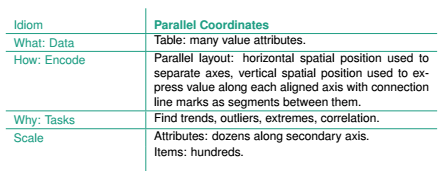 Idiom Parallel Coordinates
What: Data Table: many value attributes.
How: Encode Parallel layout: horizontal spatial position used to
separate axes, vertical spatial position used to ex-
press value along each aligned axis with connection
line marks as segments between them.
Why: Tasks Find trends, outliers, extremes, correlation.
Scale Attributes: dozens along secondary axis.
Items: hundreds.